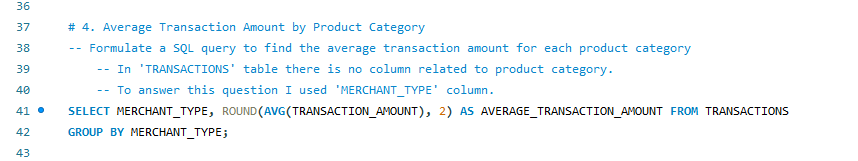 36
37 # 4. Average Transaction Amount by Product Category
38 -- Formulate a SQL query to find the average transaction amount for each product category
39 -- In 'TRANSACTIONS' table there is no column related to product category.
40 -- To answer this question I used 'MERCHANT_TYPE' column.
41 SELECT MERCHANT_TYPE, ROUND(AVG(TRANSACTION_AMOUNT), 2) AS AVERAGE_TRANSACTION_AMOUNT FROM TRANSACTIONS
42 GROUP BY MERCHANT_TYPE;
43